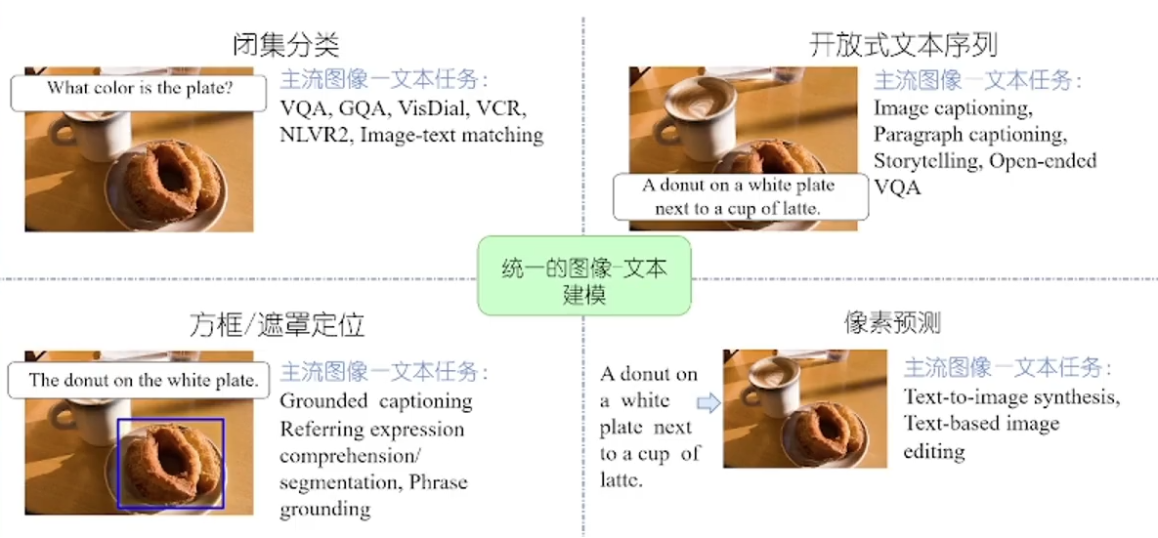 闭集分类
What color is the plate?
主流图像一文本任务：
VQA, GQA, VisDial, VCR,
NLVR2, Image-text matching
开放式文本序列
A donut on a white plate
next to a cup of latte.
主流图像一文本任务：
Image captioning,
Paragraph captioning,
Storytelling, Open-ended
VQA
统一的图像-文本
建模
方框/遮罩定位
The donut on the white plate.
主流图像一文本任务：
Grounded captioning
Referring expression
comprehension/
segmentation, Phrase
grounding
像素预测
A donut on
a white
plate next
to a cup of
latte.
主流图像一文本任务：
Text-to-image synthesis,
Text-based image
editing